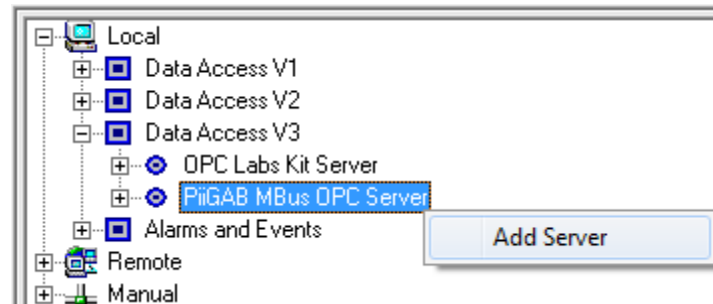 Local
Data Access V1
Data Access V2
Data Access V3
OPC Labs Kit Server
PiiGAB MBus OPC Server
Alarms and Events
Add Server
Remote
Manual